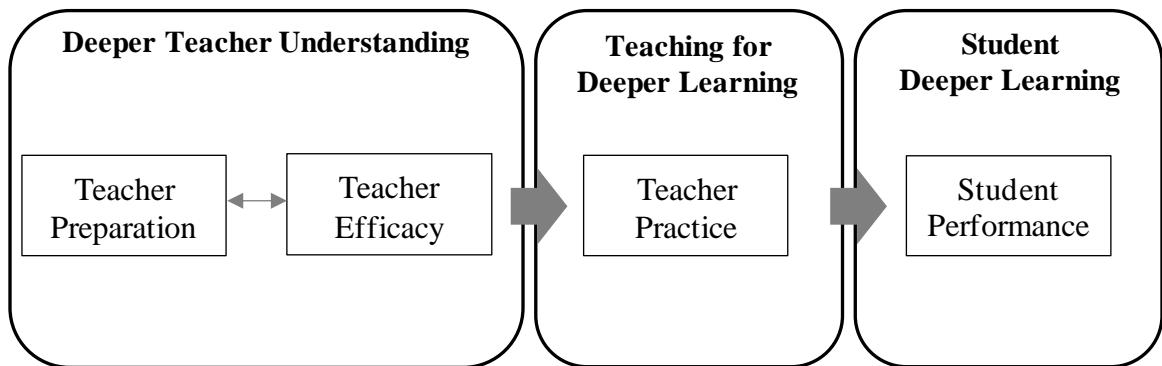 Deeper Teacher Understanding
Teacher
Preparation
Teacher
Efficacy
Teaching for
Deeper Learning
Teacher
Practice
Student
Deeper Learning
Student
Performance